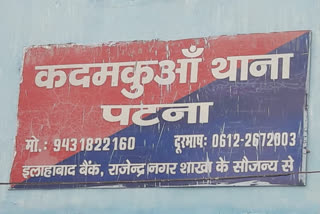 कदमकुआँ थाना
पटना
मो.: 9431822160 दूरभाष: 0612-2672003
इलाहाबाद बैंक, राजेन्द्र नगर शाखा के सौजन्य से